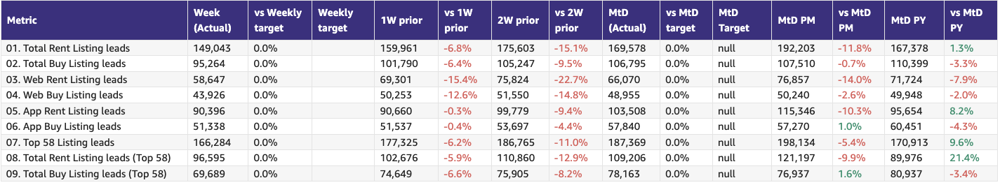 Metric | Week (Actual) | vs Weekly target | Weekly target | 1W prior | vs 1W prior | 2W prior | vs 2W prior | MtD (Actual) | vs MtD target | MtD Target | MtD PM | vs MtD PM | MtD PY | vs MtD PY
01. Total Rent Listing leads | 149,043 | 0.0% | | 159,961 | -6.8% | 175,603 | -15.1% | 169,578 | 0.0% | null | 192,203 | -11.8% | 167,378 | 1.3%
02. Total Buy Listing leads | 95,264 | 0.0% | | 101,790 | -6.4% | 105,247 | -9.5% | 106,795 | 0.0% | null | 107,510 | -0.7% | 110,399 | -3.3%
03. Web Rent Listing leads | 58,647 | 0.0% | | 69,301 | -15.4% | 75,824 | -22.7% | 66,070 | 0.0% | null | 76,857 | -14.0% | 71,724 | -7.9%
04. Web Buy Listing leads | 43,926 | 0.0% | | 50,253 | -12.6% | 51,550 | -14.8% | 48,955 | 0.0% | null | 50,240 | -2.6% | 49,948 | -2.0%
05. App Rent Listing leads | 90,396 | 0.0% | | 90,660 | -0.3% | 99,779 | -9.4% | 103,508 | 0.0% | null | 115,346 | -10.3% | 95,654 | 8.2%
06. App Buy Listing leads | 51,338 | 0.0% | | 51,537 | -0.4% | 53,697 | -4.4% | 57,840 | 0.0% | null | 57,270 | 1.0% | 60,451 | -4.3%
07. Top 58 Listing leads | 166,284 | 0.0% | | 177,325 | -6.2% | 186,765 | -11.0% | 187,369 | 0.0% | null | 198,134 | -5.4% | 170,913 | 9.6%
08. Total Rent Listing leads (Top 58) | 96,595 | 0.0% | | 102,676 | -5.9% | 110,860 | -12.9% | 109,206 | 0.0% | null | 121,197 | -9.9% | 89,976 | 21.4%
09. Total Buy Listing leads (Top 58) | 69,689 | 0.0% | | 74,649 | -6.6% | 75,905 | -8.2% | 78,163 | 0.0% | null | 76,937 | 1.6% | 80,937 | -3.4%